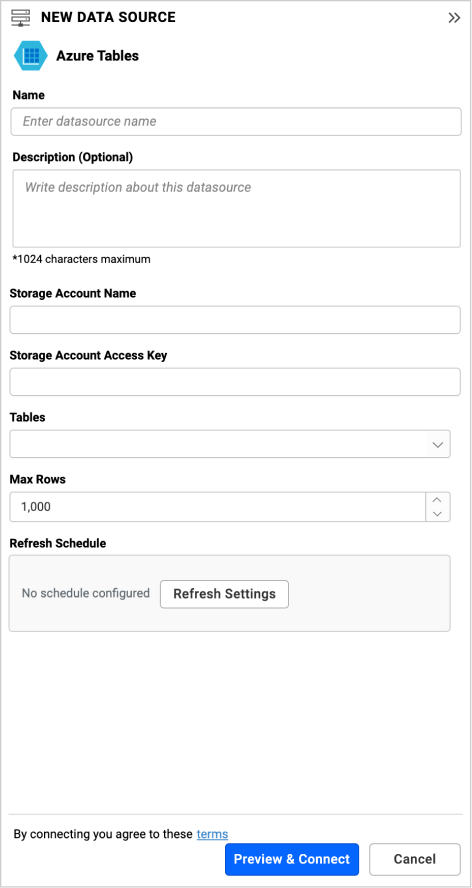 NEW DATA SOURCE
Azure Tables
Name
Enter datasource name
Description (Optional)
Write description about this datasource
*1024 characters maximum
Storage Account Name
Storage Account Access Key
Tables
Max Rows
1,000
Refresh Schedule
No schedule configured Refresh Settings
By connecting you agree to these terms
Preview & Connect Cancel